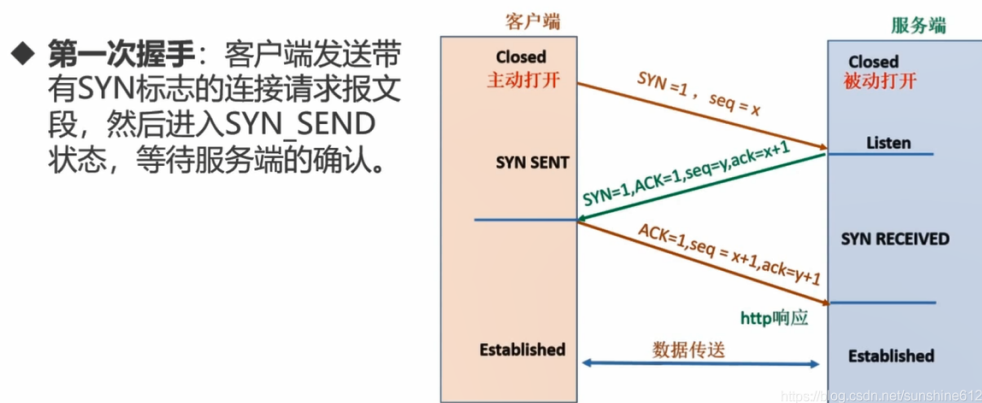 ◆ 第一次握手：客户端发送带
有SYN标志的连接请求报文
段，然后进入SYN_SEND
状态，等待服务端的确认。
客户端
服务端
Closed
主动打开
Closed
被动打开
SYN =1 ， seq = x
Listen
SYN SENT
SYN=1,ACK=1,seq=y,ack=x+1
ACK=1,seq = x+1,ack=y+1
SYN RECEIVED
http响应
Established
数据传送
Established
https://blog.csdn.net/sunshine612